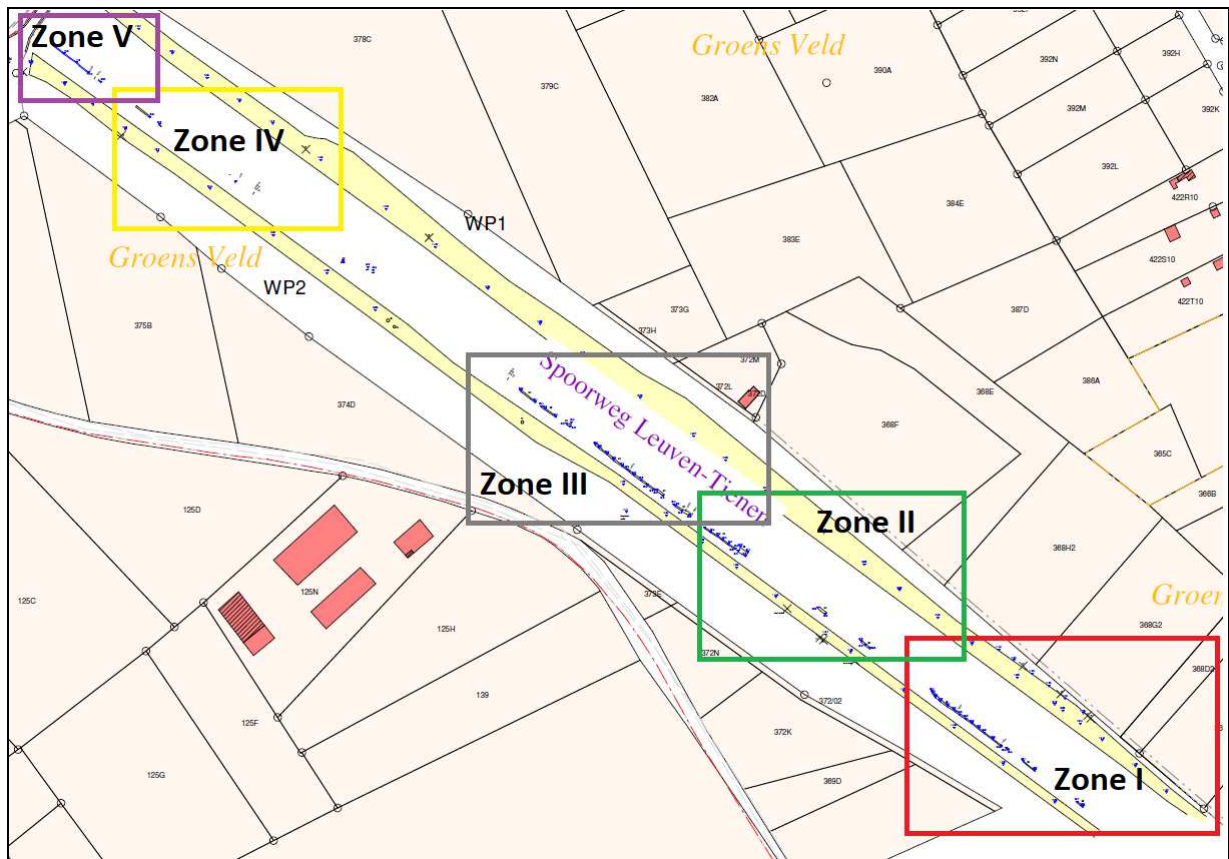 Zone V
378C
Groens Veld
392H
392N
390A
379C
382A
392M
392K
Zone IV
392L
422R10
384E
WP1
383E
Groens Veld
422S10
WP2
422T10
373G
387D
375B
373H
372M
386A
372L
372D
368E
374D
Spoorweg Leuven-Tienen
368F
365C
Zone III
366B
125D
Zone II
368H2
125N
373E
125C
Groen
125H
368G2
372N
368D2
139
372/02
125F
372K
125G
369D
Zone I